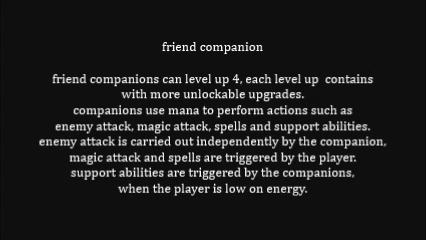 friend companion
friend companions can level up 4, each level up contains
with more unlockable upgrades.
companions use mana to perform actions such as
enemy attack, magic attack, spells and support abilities.
enemy attack is carried out independently by the companion,
magic attack and spells are triggered by the player.
support abilities are triggered by the companions,
when the player is low on energy.